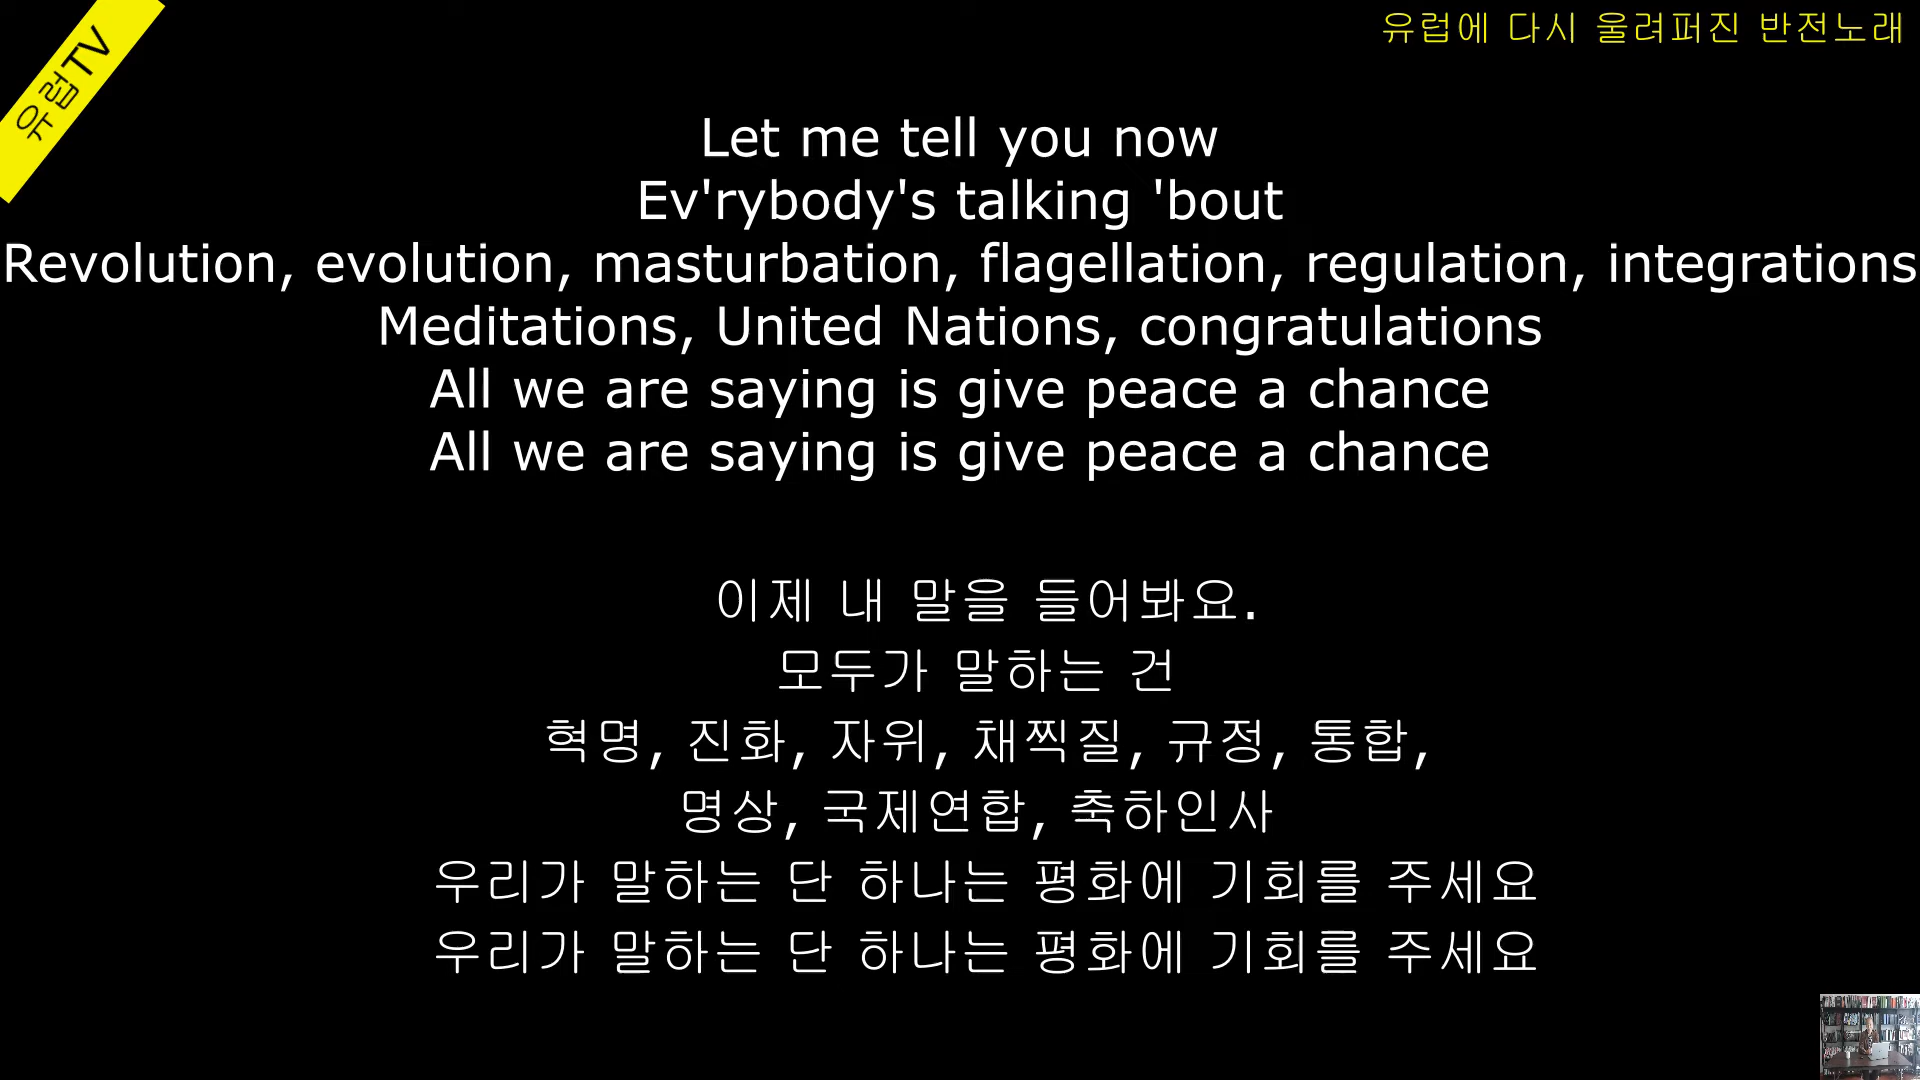 유럽TV
유럽에 다시 울려퍼진 반전노래
Let me tell you now
Ev'rybody's talking 'bout
Revolution, evolution, masturbation, flagellation, regulation, integrations
Meditations, United Nations, congratulations
All we are saying is give peace a chance
All we are saying is give peace a chance
이제 내 말을 들어봐요.
모두가 말하는 건
혁명, 진화, 자위, 채찍질, 규정, 통합,
명상, 국제연합, 축하인사
우리가 말하는 단 하나는 평화에 기회를 주세요
우리가 말하는 단 하나는 평화에 기회를 주세요